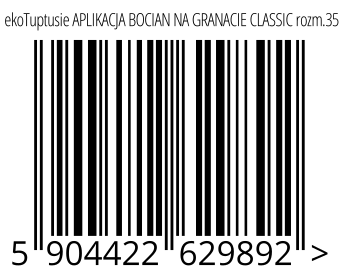 ekoTuptusie APLIKACJA BOCIAN NA GRANACIE CLASSIC rozm.35
5 904422 629892 >